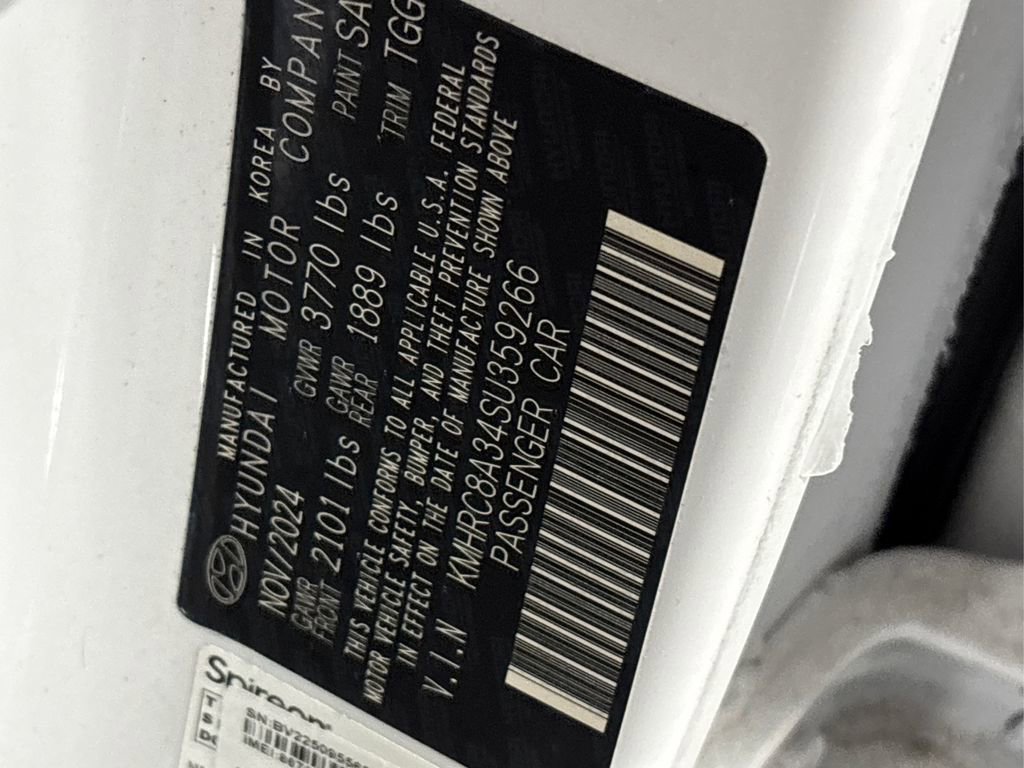 MANUFACTURED IN KOREA BY
HYUNDAI MOTOR COMPAN
NOV/2024 GVWR 3770 lbs PAINT SA
GAWR FRONT 2101 lbs GAWR REAR 1889 lbs TRIM TGG
THIS VEHICLE CONFORMS TO ALL APPLICABLE U.S.A. FEDERAL
MOTOR VEHICLE SAFETY, BUMPER, AND THEFT PREVENTION STANDARDS
IN EFFECT ON THE DATE OF MANUFACTURE SHOWN ABOVE
V.I.N KMHRC8A34SU359266
PASSENGER CAR
Spireon
T
S